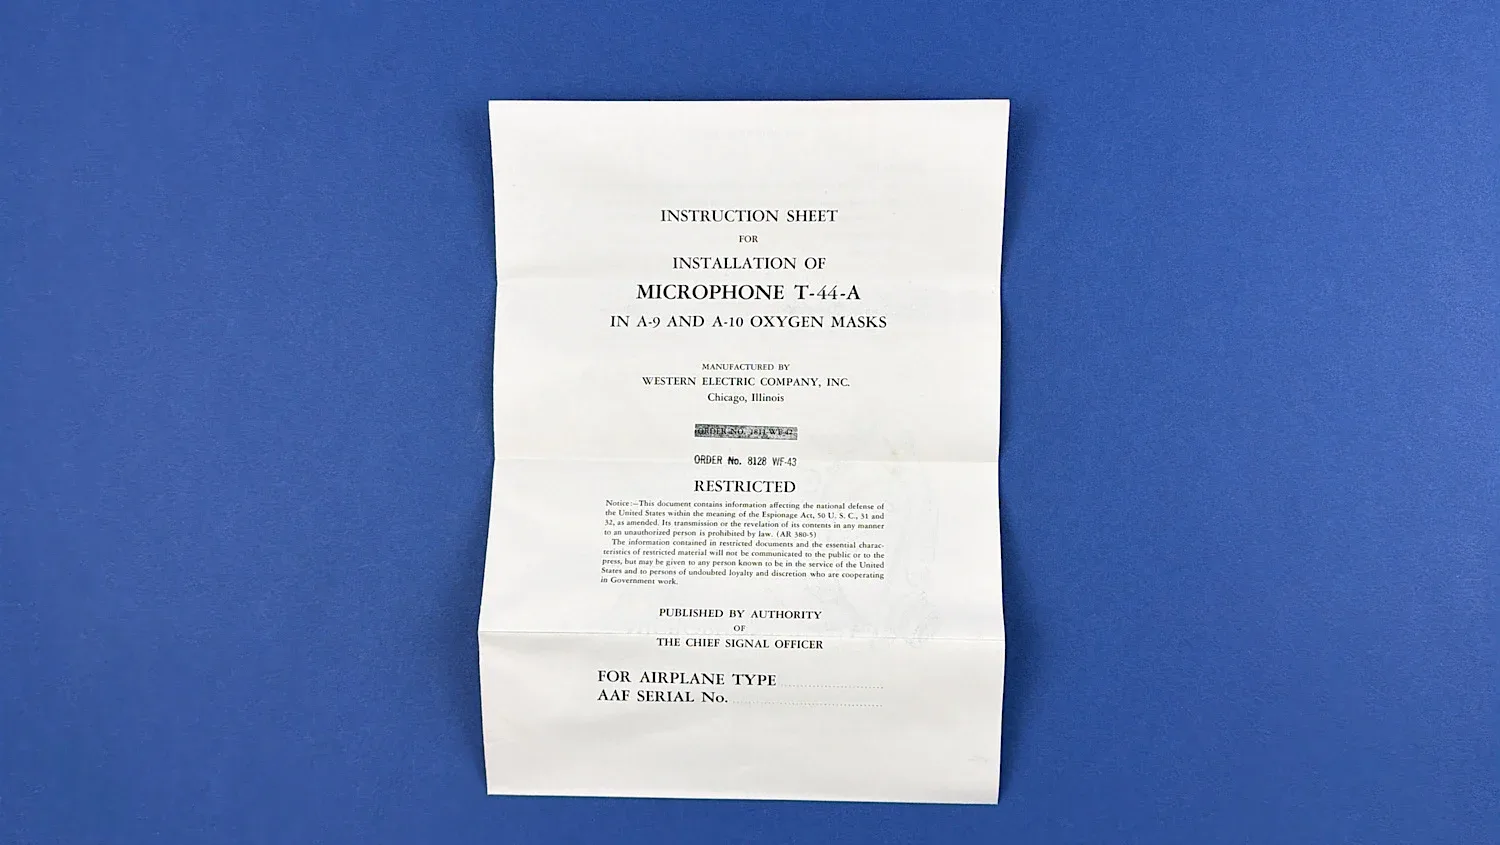 INSTRUCTION SHEET
FOR
INSTALLATION OF
MICROPHONE T-44-A
IN A-9 AND A-10 OXYGEN MASKS
MANUFACTURED BY
WESTERN ELECTRIC COMPANY, INC.
Chicago, Illinois
ORDER NO.
ORDER No. 8128 WF-43
RESTRICTED
Notice:—This document contains information affecting the national defense of
the United States within the meaning of the Espionage Act, 50 U. S. C., 31 and
32, as amended. Its transmission or the revelation of its contents in any manner
to an unauthorized person is prohibited by law. (AR 380-5)
The information contained in restricted documents and the essential charac-
teristics of restricted material will not be communicated to the public or to the
press, but may be given to any person known to be in the service of the United
States and to persons of undoubted loyalty and discretion who are cooperating
in Government work.
PUBLISHED BY AUTHORITY
OF
THE CHIEF SIGNAL OFFICER
FOR AIRPLANE TYPE
AAF SERIAL No.